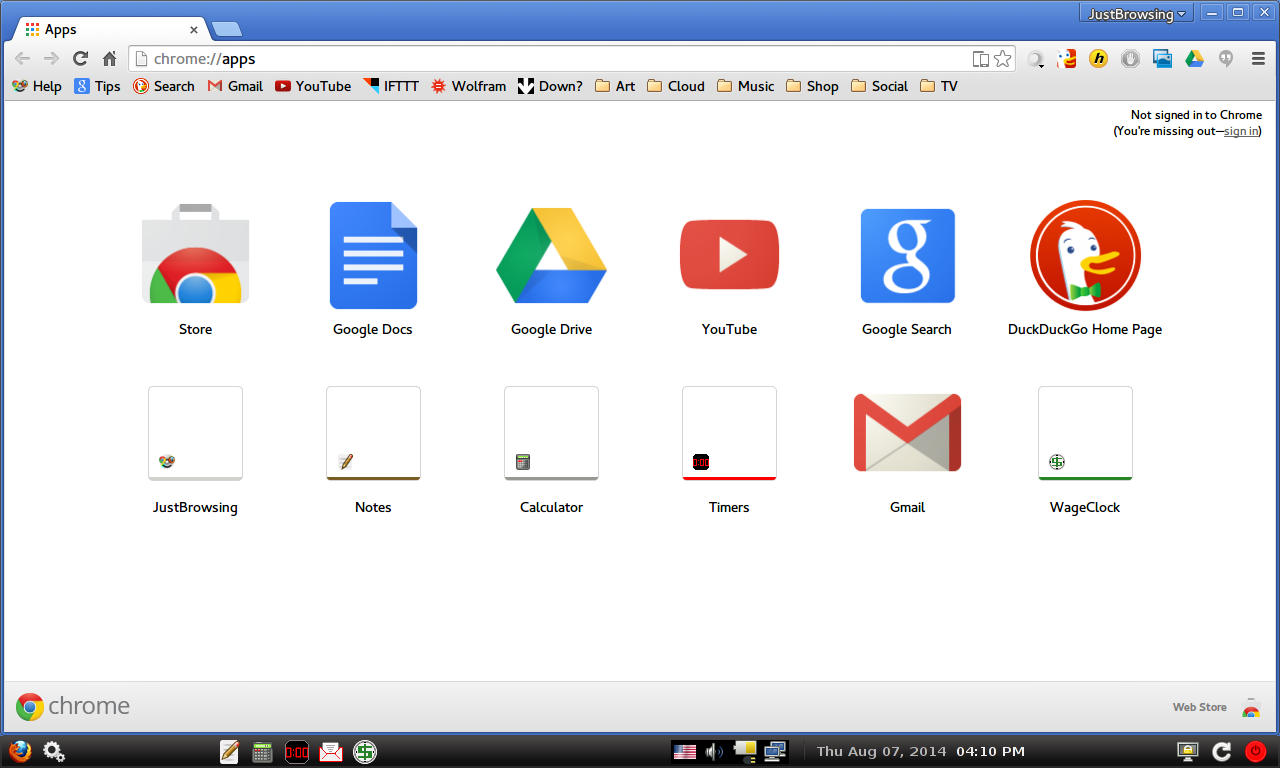 JustBrowsing
Apps
chrome://apps
Help Tips Search Gmail YouTube IFTTT Wolfram Down? Art Cloud Music Shop Social TV
Not signed in to Chrome
(You're missing out—sign in)
Store Google Docs Google Drive YouTube Google Search DuckDuckGo Home Page
JustBrowsing Notes Calculator Timers Gmail WageClock
chrome
Web Store
0:00
Thu Aug 07, 2014 04:10 PM